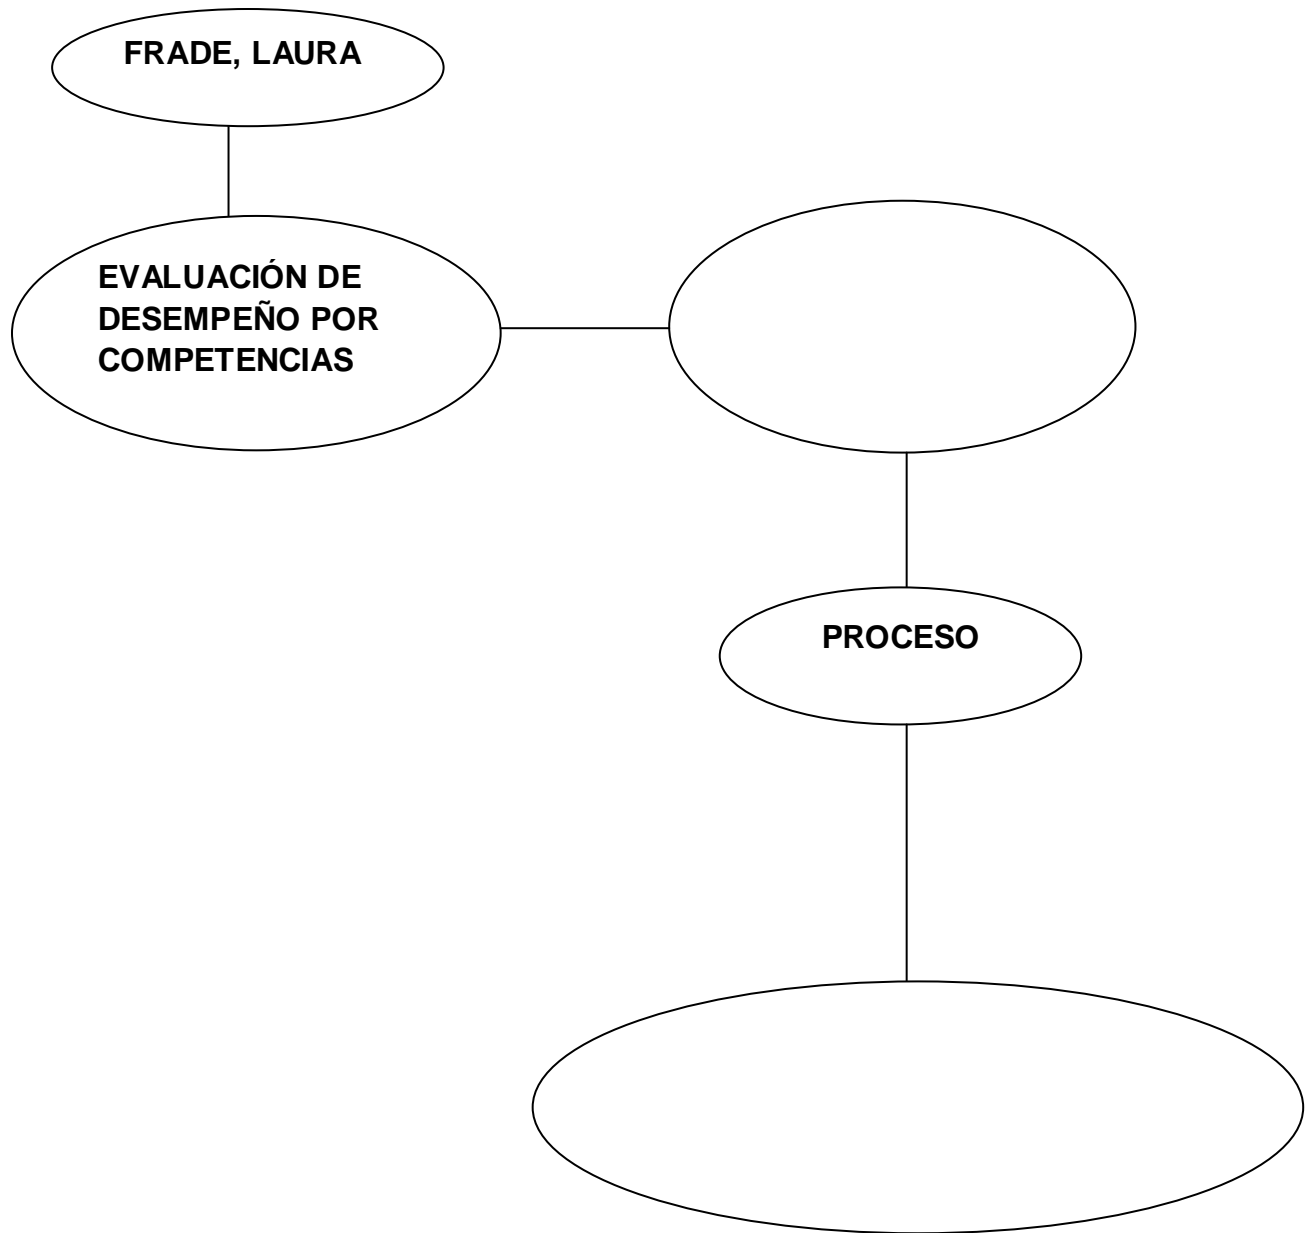 FRADE, LAURA
EVALUACIÓN DE
DESEMPEÑO POR
COMPETENCIAS
PROCESO